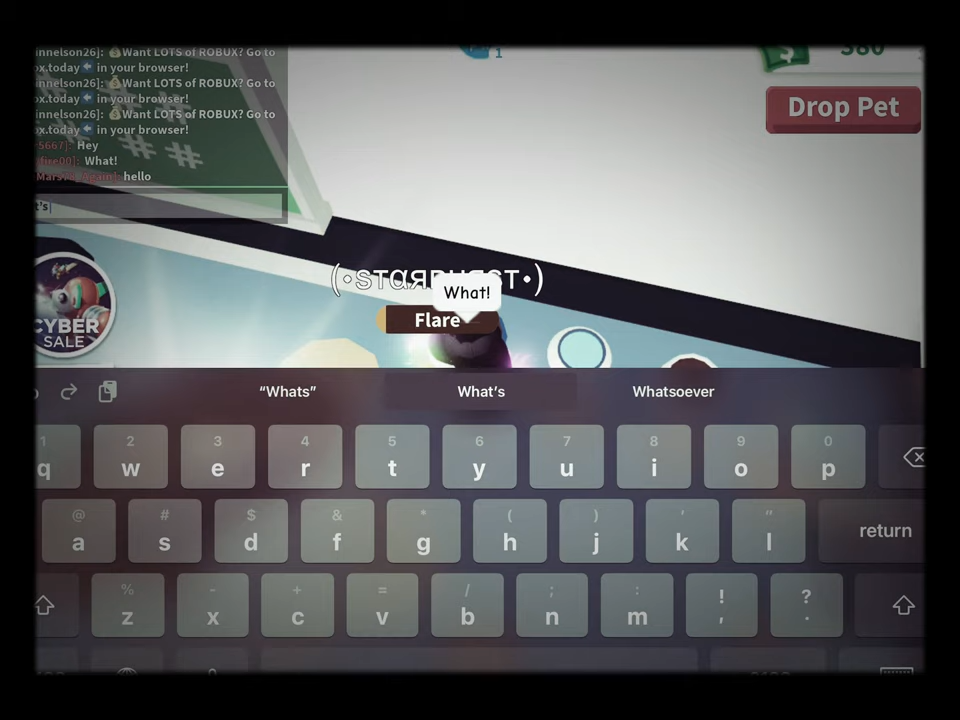 innelson26]: 💰Want LOTS of ROBUX? Go to
ox.today⬅️ in your browser!
innelson26]: 💰Want LOTS of ROBUX? Go to
ox.today⬅️ in your browser!
innelson26]: 💰Want LOTS of ROBUX? Go to
ox.today⬅️ in your browser!
5667]: Hey
fire00]: What!
Mars78_Again]: hello
t's
1
$ 380
Drop Pet
###
CYBER
SALE
What!
Flare
“Whats” What's Whatsoever
1 2 3 4 5 6 7 8 9 0
q w e r t y u i o p
@ # $ & * ( ) ' "
a s d f g h j k l return
% - + = / ; : ! ?
z x c v b n m , .